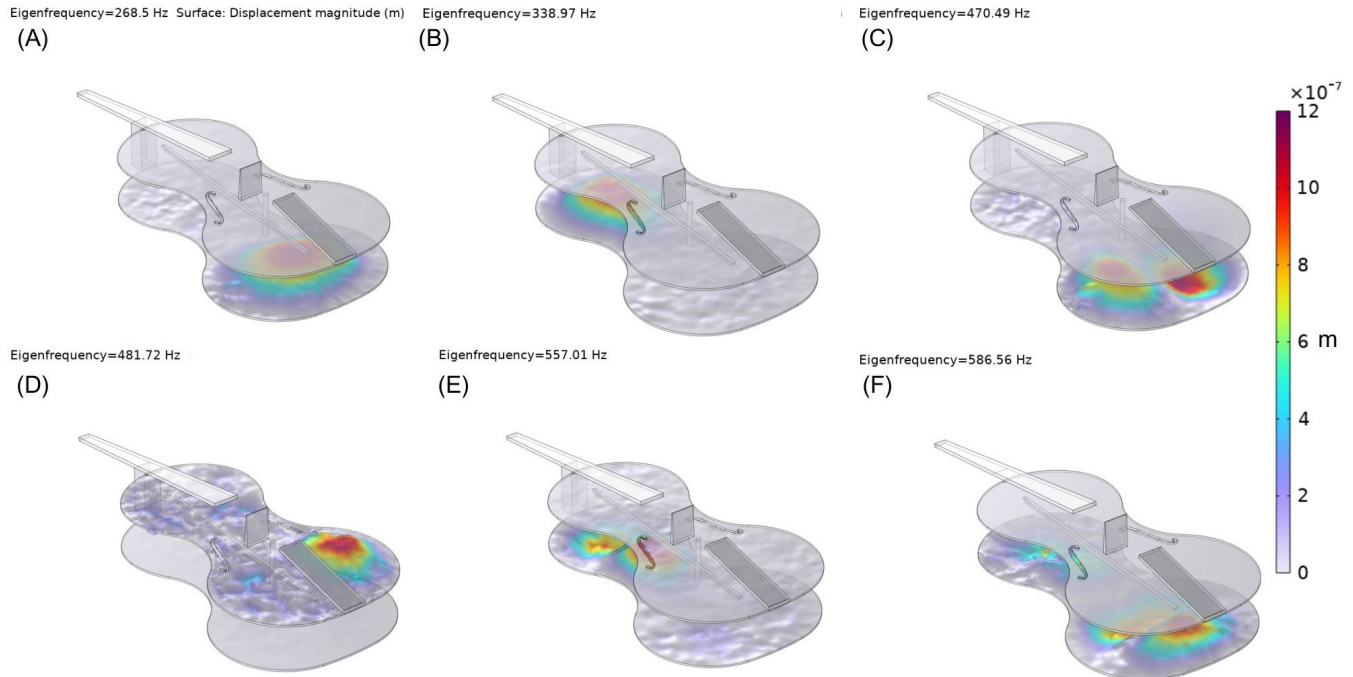 Eigenfrequency=268.5 Hz Surface: Displacement magnitude (m)
(A)
Eigenfrequency=338.97 Hz
(B)
Eigenfrequency=470.49 Hz
(C)
×10⁻⁷
12
10
8
6 m
4
2
0
Eigenfrequency=481.72 Hz
(D)
Eigenfrequency=557.01 Hz
(E)
Eigenfrequency=586.56 Hz
(F)